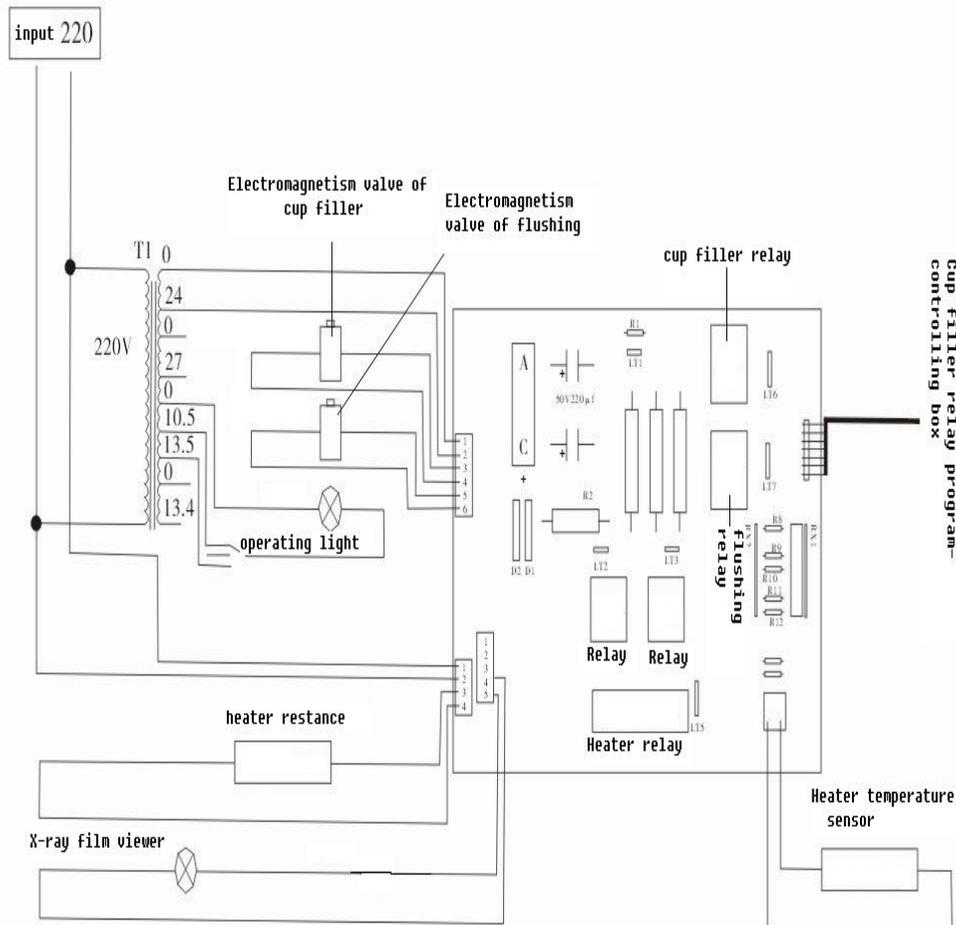 input 220
Electromagnetism valve of
cup filler
Electromagnetism
valve of flushing
T1
0
24
0
27
0
10.5
13.5
0
13.4
220V
operating light
cup filler relay
Cup filler relay program-
controlling box
R1
LT1
A
C
+
50V220μf
+
+
LT6
LT7
1
2
3
4
5
6
R2
D2
D1
LT2
LT3
flushing
relay
RX2
RX1
R8
R9
R10
R11
R12
Relay
Relay
1
2
3
4
5
1
2
3
4
LT5
Heater relay
heater restance
X-ray film viewer
Heater temperature
sensor